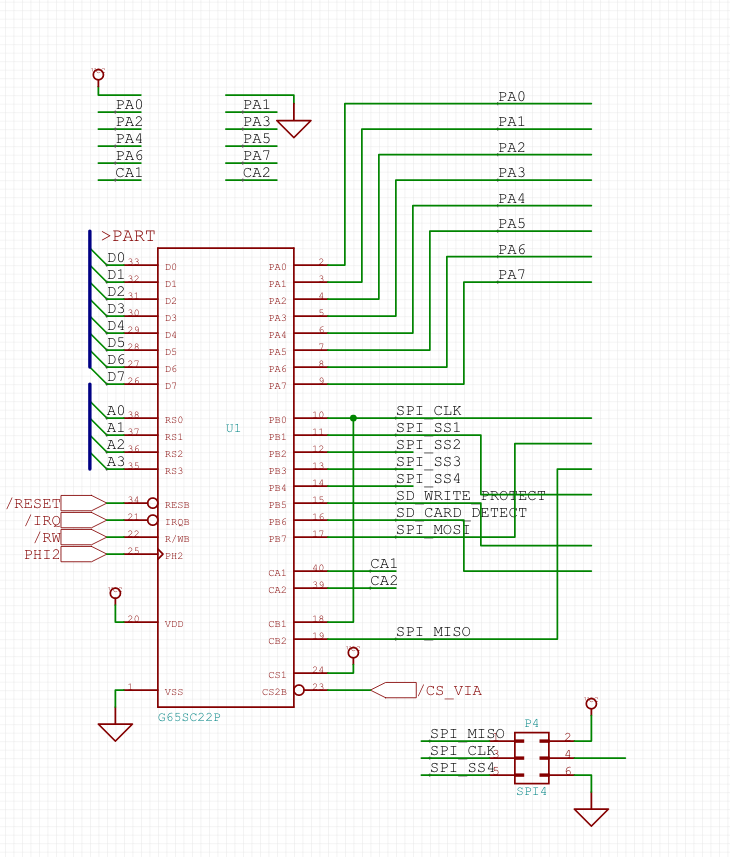 VCC
PA0 PA1
PA2 PA3
PA4 PA5
PA6 PA7
CA1 CA2
PA0
PA1
PA2
PA3
PA4
PA5
PA6
PA7
>PART
D0 33 D0 PA0 2
D1 32 D1 PA1 3
D2 31 D2 PA2 4
D3 30 D3 PA3 5
D4 29 D4 PA4 6
D5 28 D5 PA5 7
D6 27 D6 PA6 8
D7 26 D7 PA7 9
A0 38 RS0 PB0 10 SPI_CLK
U1
A1 37 RS1 PB1 11 SPI_SS1
A2 36 RS2 PB2 12 SPI_SS2
A3 35 RS3 PB3 13 SPI_SS3
PB4 14 SPI_SS4
/RESET 34 RESB PB5 15 SD_WRITE_PROTECT
/IRQ 21 IRQB PB6 16 SD_CARD_DETECT
/RW 22 R/WB PB7 17 SPI_MOSI
PHI2 25 PH2
CA1 40 CA1
CA2 39 CA2
VCC
20 VDD CB1 18
CB2 19 SPI_MISO
VCC
CS1 24
1 VSS CS2B 23 /CS_VIA
G65SC22P
VCC
P4
SPI_MISO 1 2
SPI_CLK 3 4
SPI_SS4 5 6
SPI4